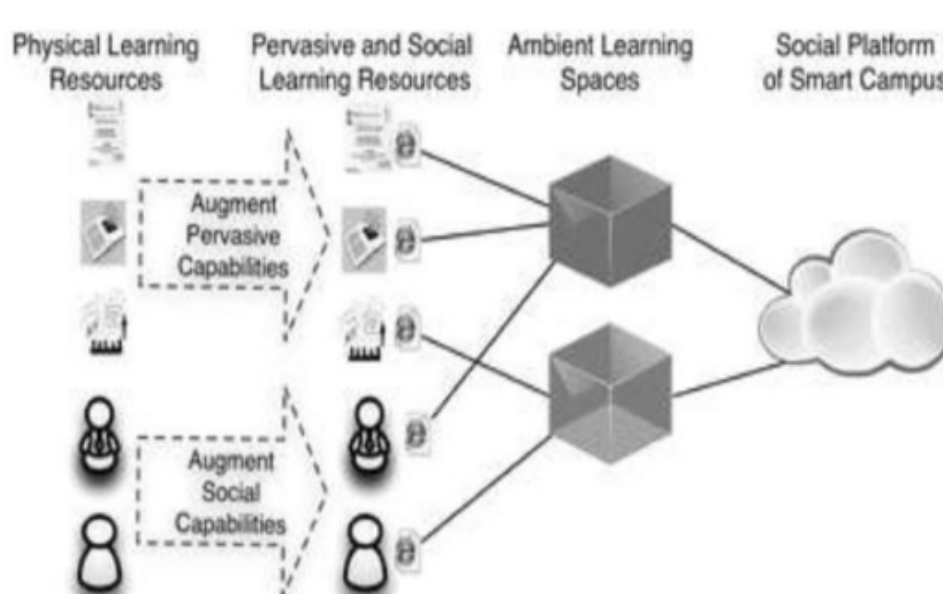 Physical Learning
Resources
Pervasive and Social
Learning Resources
Ambient Learning
Spaces
Social Platform
of Smart Campus
Augment
Pervasive
Capabilities
Augment
Social
Capabilities